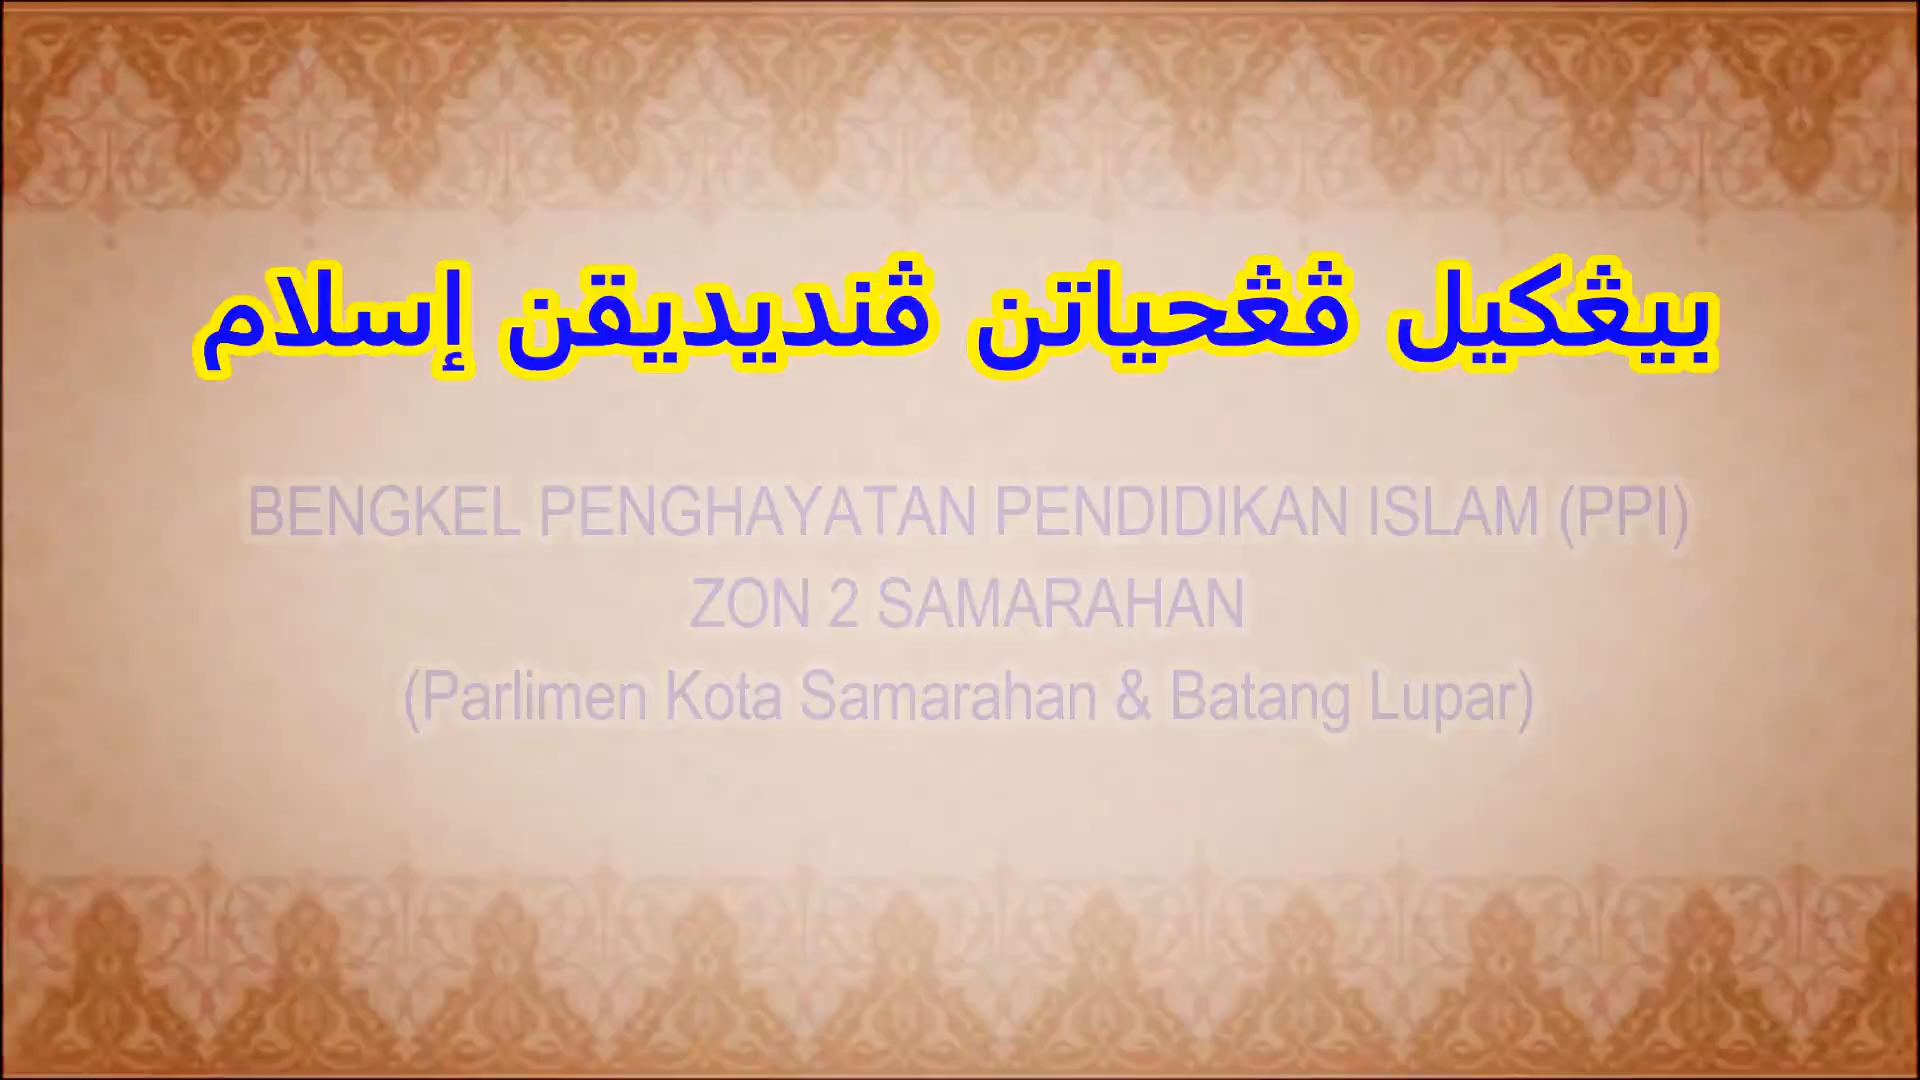 بيڠكيل ڤڠحياتن ڤنديديقن إسلام
BENGKEL PENGHAYATAN PENDIDIKAN ISLAM (PPI)
ZON 2 SAMARAHAN
(Parlimen Kota Samarahan & Batang Lupar)